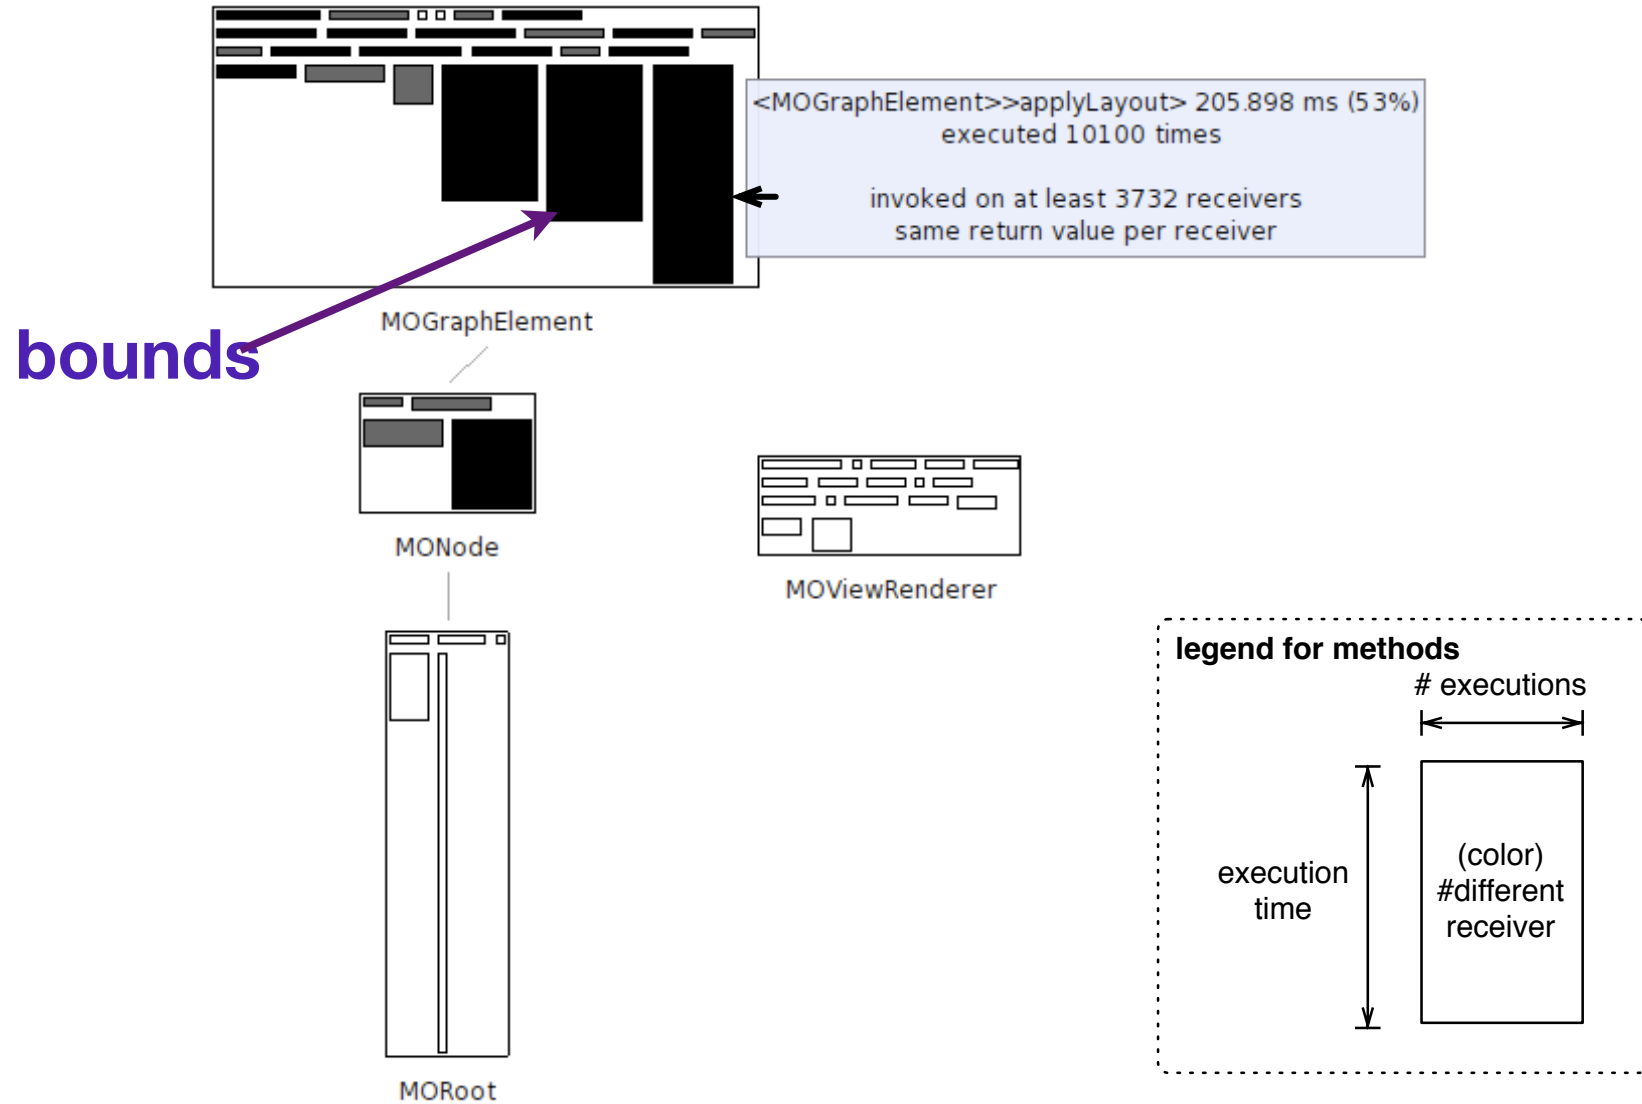 <MOGraphElement>>applyLayout> 205.898 ms (53%)
executed 10100 times
invoked on at least 3732 receivers
same return value per receiver
MOGraphElement
bounds
MONode
MOViewRenderer
legend for methods
# executions
execution
time
(color)
#different
receiver
MORoot